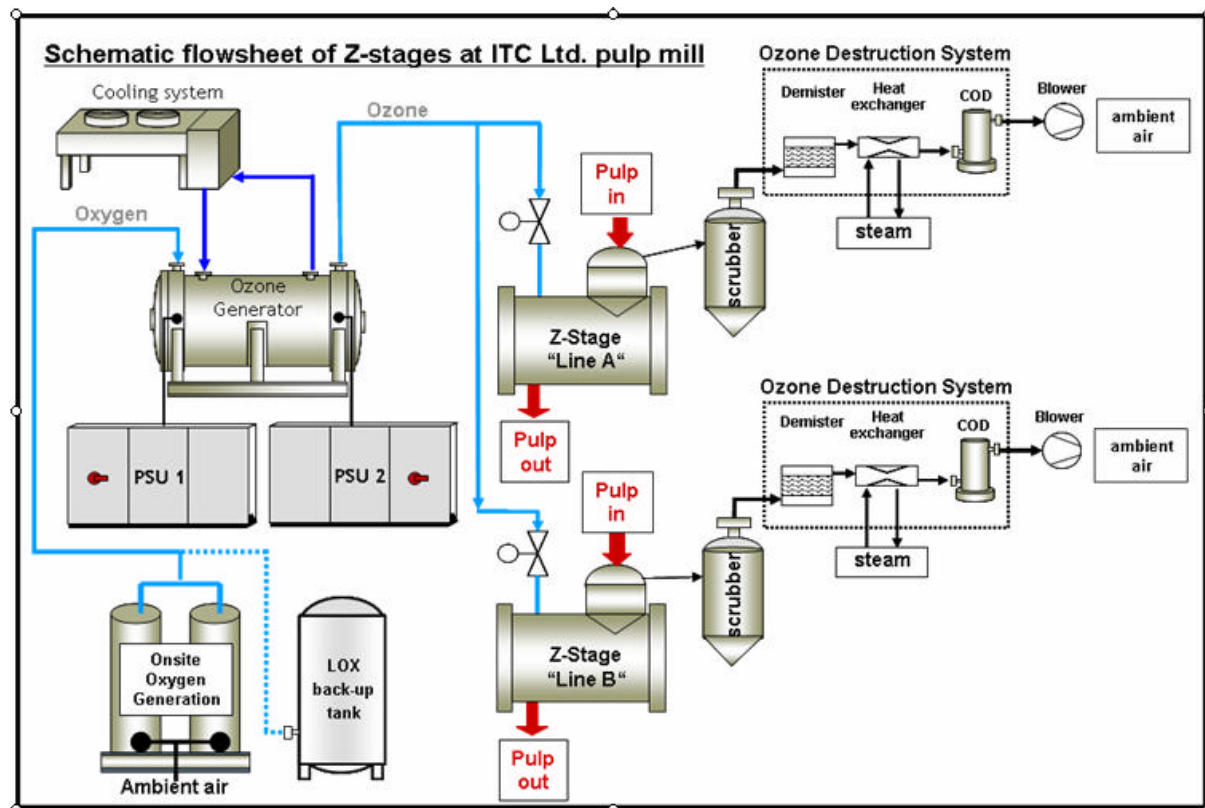 Schematic flowsheet of Z-stages at ITC Ltd. pulp mill
Cooling system
Ozone
Oxygen
Ozone
Generator
PSU 1
PSU 2
Onsite
Oxygen
Generation
Ambient air
LOX
back-up
tank
Pulp
in
Z-Stage
"Line A"
Pulp
out
scrubber
Ozone Destruction System
Demister
Heat
exchanger
COD
Blower
ambient
air
steam
Pulp
in
Z-Stage
"Line B"
Pulp
out
scrubber
Ozone Destruction System
Demister
Heat
exchanger
COD
Blower
ambient
air
steam